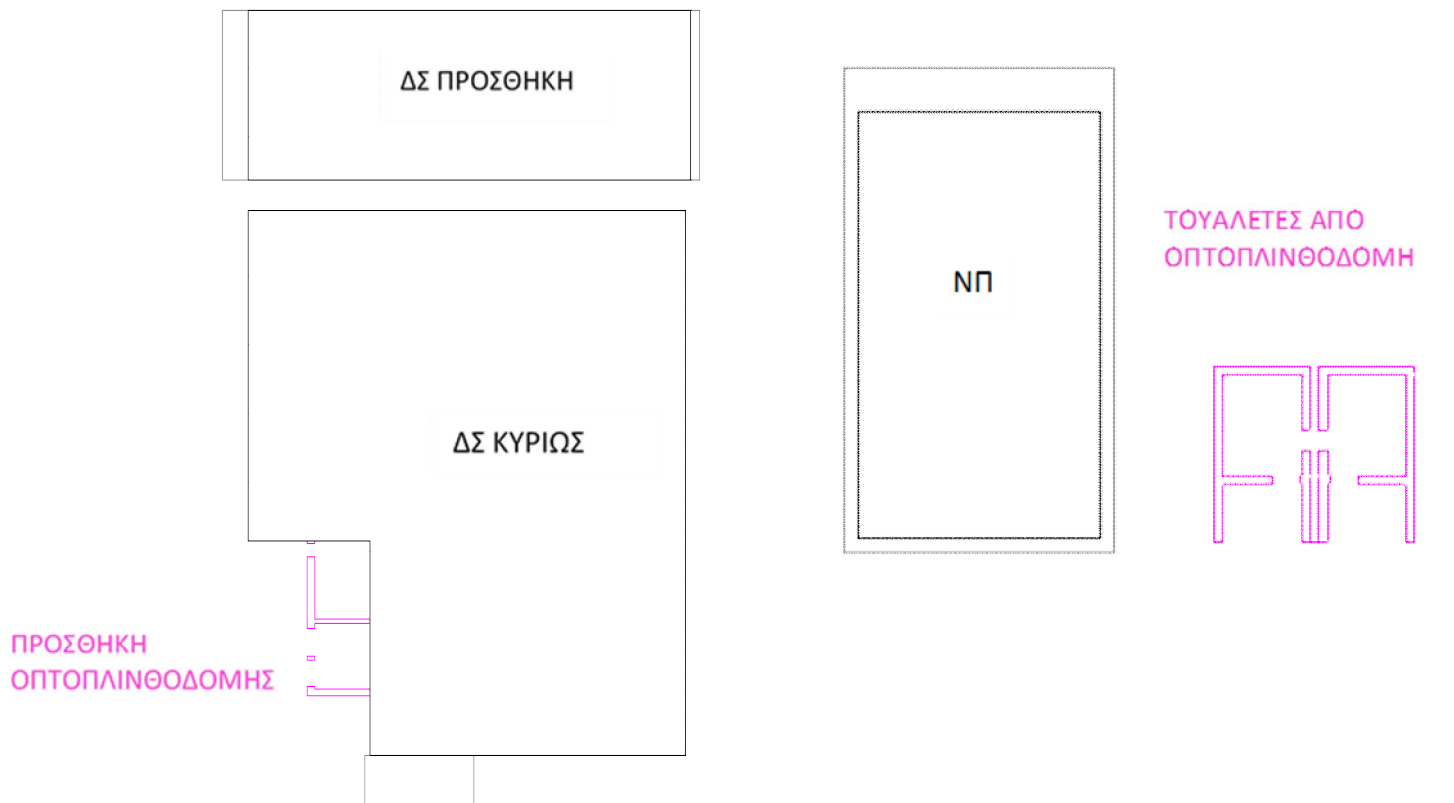 ΔΣ ΠΡΟΣΘΗΚΗ
ΤΟΥΑΛΕΤΕΣ ΑΠΟ
ΟΠΤΟΠΛΙΝΘΟΔΟΜΗ
ΝΠ
ΔΣ ΚΥΡΙΩΣ
ΠΡΟΣΘΗΚΗ
ΟΠΤΟΠΛΙΝΘΟΔΟΜΗΣ